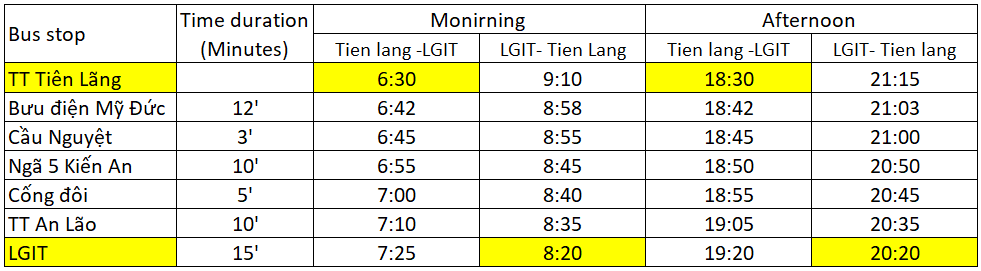 Bus stop Time duration (Minutes) Monirning Afternoon
Tien lang -LGIT LGIT- Tien Lang Tien lang -LGIT LGIT- Tien lang
TT Tiên Lãng 6:30 9:10 18:30 21:15
Bưu điện Mỹ Đức 12' 6:42 8:58 18:42 21:03
Cầu Nguyệt 3' 6:45 8:55 18:45 21:00
Ngã 5 Kiến An 10' 6:55 8:45 18:50 20:50
Cống đôi 5' 7:00 8:40 18:55 20:45
TT An Lão 10' 7:10 8:35 19:05 20:35
LGIT 15' 7:25 8:20 19:20 20:20